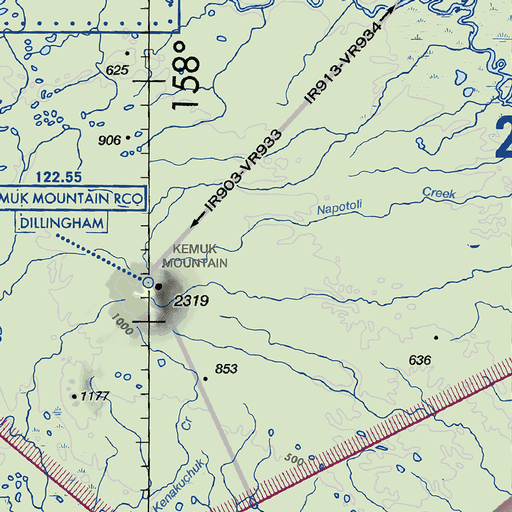 625
158°
IR913-VR934
906
122.55
MUK MOUNTAIN RCO
DILLINGHAM
IR903-VR933
Napotoli
Creek
2
KEMUK
MOUNTAIN
2319
1000
853
636
1177
Cr
Kenakuchuk
500